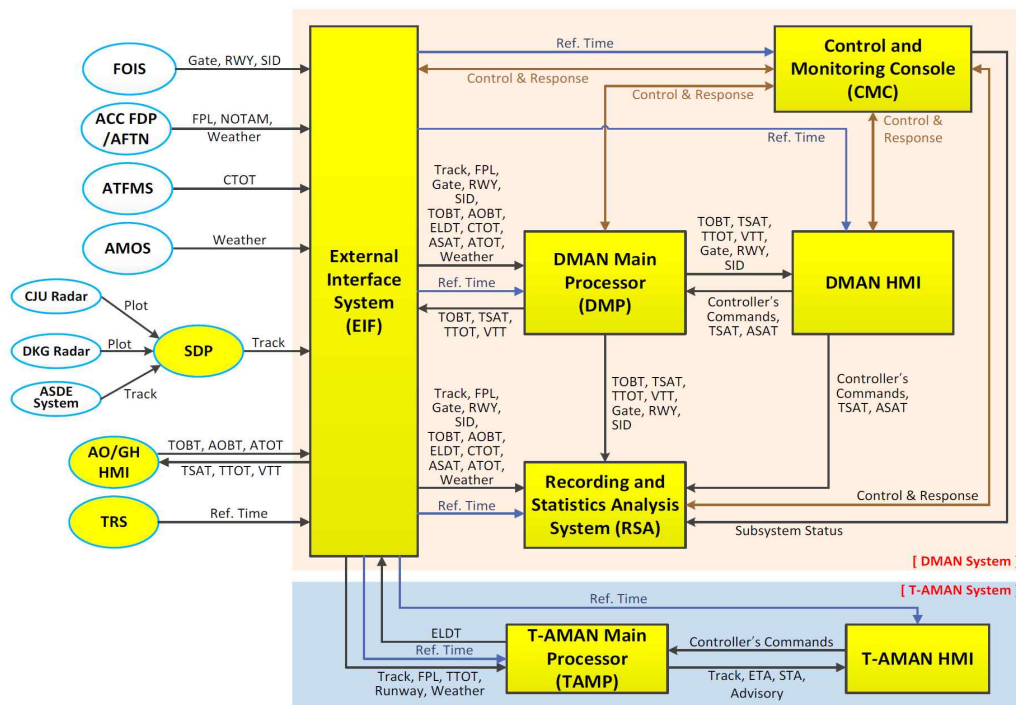 FOIS
Gate, RWY, SID
ACC FDP
/AFTN
FPL, NOTAM,
Weather
ATFMS
CTOT
AMOS
Weather
CJU Radar
Plot
DKG Radar
Plot
ASDE
System
Track
SDP
Track
AO/GH
HMI
TOBT, AOBT, ATOT
TSAT, TTOT, VTT
TRS
Ref. Time
External
Interface
System
(EIF)
Ref. Time
Control & Response
Control & Response
Control and
Monitoring Console
(CMC)
Control &
Response
Ref. Time
Track, FPL,
Gate, RWY,
SID,
TOBT, AOBT,
ELDT, CTOT,
ASAT, ATOT,
Weather
Ref. Time
TOBT, TSAT,
TTOT, VTT
DMAN Main
Processor
(DMP)
TOBT, TSAT,
TTOT, VTT,
Gate, RWY,
SID
Controller's
Commands,
TSAT, ASAT
DMAN HMI
TOBT, TSAT,
TTOT, VTT,
Gate, RWY,
SID
Controller's
Commands,
TSAT, ASAT
Track, FPL,
Gate, RWY,
SID,
TOBT, AOBT,
ELDT, CTOT,
ASAT, ATOT,
Weather
Ref. Time
Recording and
Statistics Analysis
System (RSA)
Control & Response
Subsystem Status
[ DMAN System ]
[ T-AMAN System ]
Ref. Time
ELDT
Ref. Time
Track, FPL, TTOT,
Runway, Weather
T-AMAN Main
Processor
(TAMP)
Controller's Commands
Track, ETA, STA,
Advisory
T-AMAN HMI